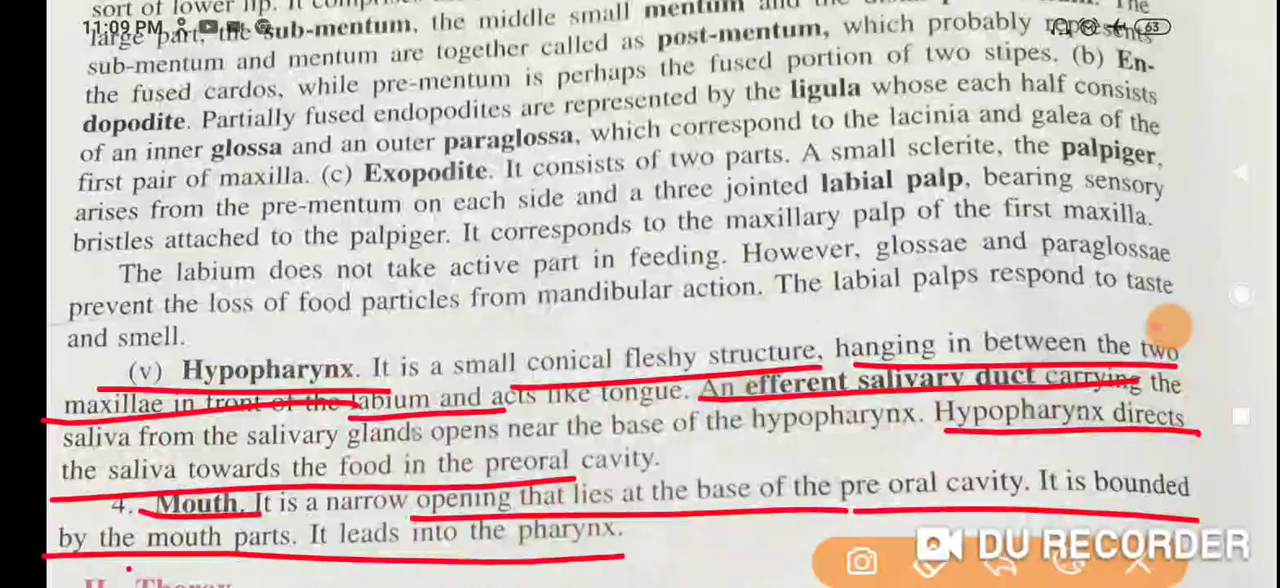 sort of lower lip. It comprises
11:09 PM
63
large part, the sub-mentum, the middle small mentum and the The
sub-mentum and mentum are together called as post-mentum, which probably represents
the fused cardos, while pre-mentum is perhaps the fused portion of two stipes. (b) En-
dopodite. Partially fused endopodites are represented by the ligula whose each half consists
of an inner glossa and an outer paraglossa, which correspond to the lacinia and galea of the
first pair of maxilla. (c) Exopodite. It consists of two parts. A small sclerite, the palpiger,
arises from the pre-mentum on each side and a three jointed labial palp, bearing sensory
bristles attached to the palpiger. It corresponds to the maxillary palp of the first maxilla.
The labium does not take active part in feeding. However, glossae and paraglossae
prevent the loss of food particles from mandibular action. The labial palps respond to taste
and smell.
(v) Hypopharynx. It is a small conical fleshy structure, hanging in between the two
maxillae in front of the labium and acts like tongue. An efferent salivary duct carrying the
saliva from the salivary glands opens near the base of the hypopharynx. Hypopharynx directs
the saliva towards the food in the preoral cavity.
4. Mouth. It is a narrow opening that lies at the base of the pre oral cavity. It is bounded
by the mouth parts. It leads into the pharynx.
DU RECORDER
II. Thorax